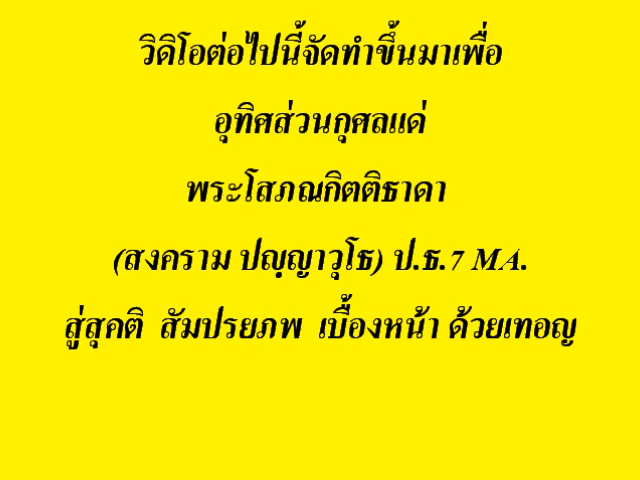 วิดิโอต่อไปนี้จัดทำขึ้นมาเพื่อ
อุทิศส่วนกุศลแด่
พระโสภณกิตติธาดา
(สงคราม ปญฺญาวุโธ) ป.ธ.7 MA.
สู่สุคติ สัมปรยภพ เบื้องหน้า ด้วยเทอญ